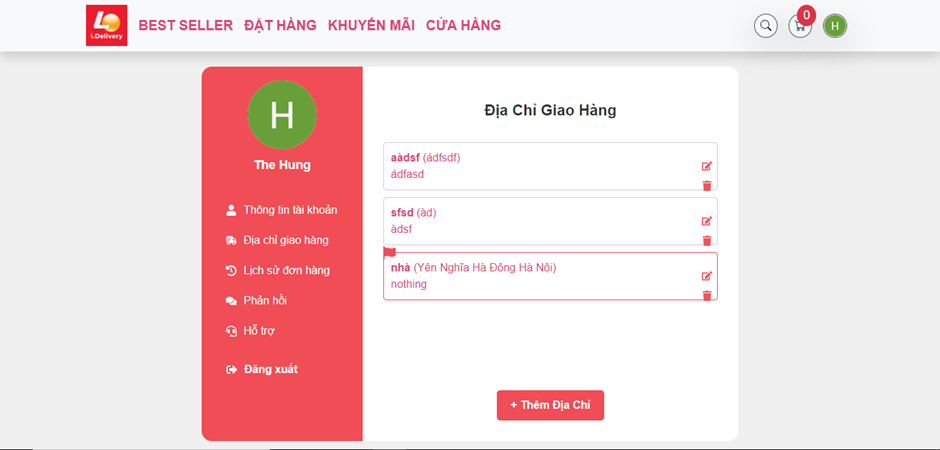 LO
L.Delivery
BEST SELLER ĐẶT HÀNG KHUYẾN MÃI CỬA HÀNG
0
H
H
The Hung
Thông tin tài khoản
Địa chỉ giao hàng
Lịch sử đơn hàng
Phản hồi
Hỗ trợ
Đăng xuất
Địa Chỉ Giao Hàng
aàdsf (ádfsdf)
ádfasd
sfsd (àd)
àdsf
nhà (Yên Nghĩa Hà Đông Hà Nội)
nothing
+ Thêm Địa Chỉ